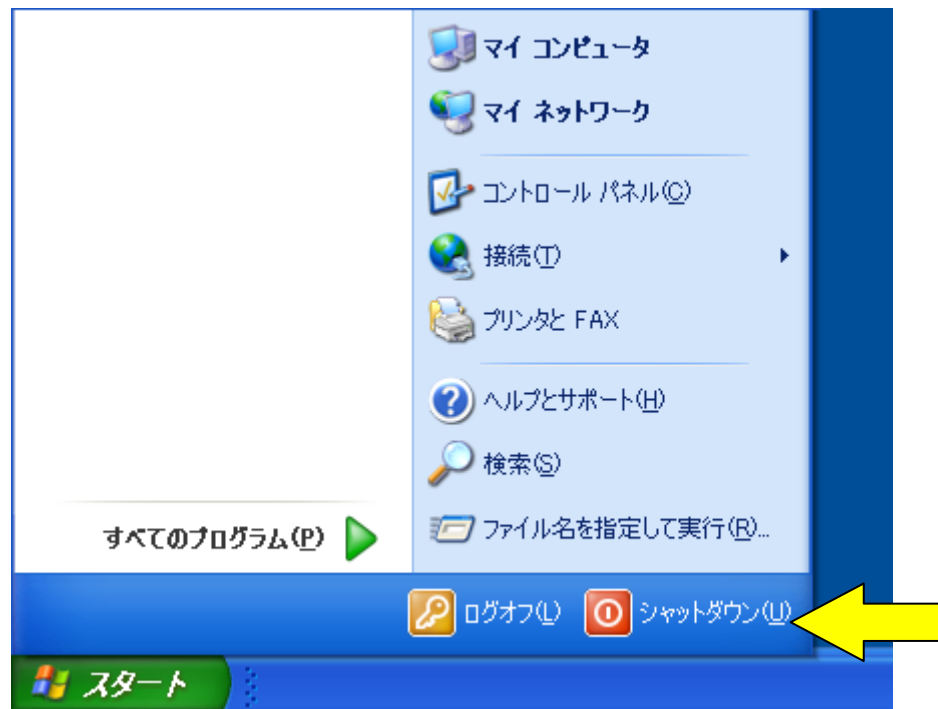 マイ コンピュータ
マイ ネットワーク
コントロール パネル(C)
接続(T)
プリンタと FAX
ヘルプとサポート(H)
検索(S)
ファイル名を指定して実行(R)...
すべてのプログラム(P)
ログオフ(L) シャットダウン(U)
スタート